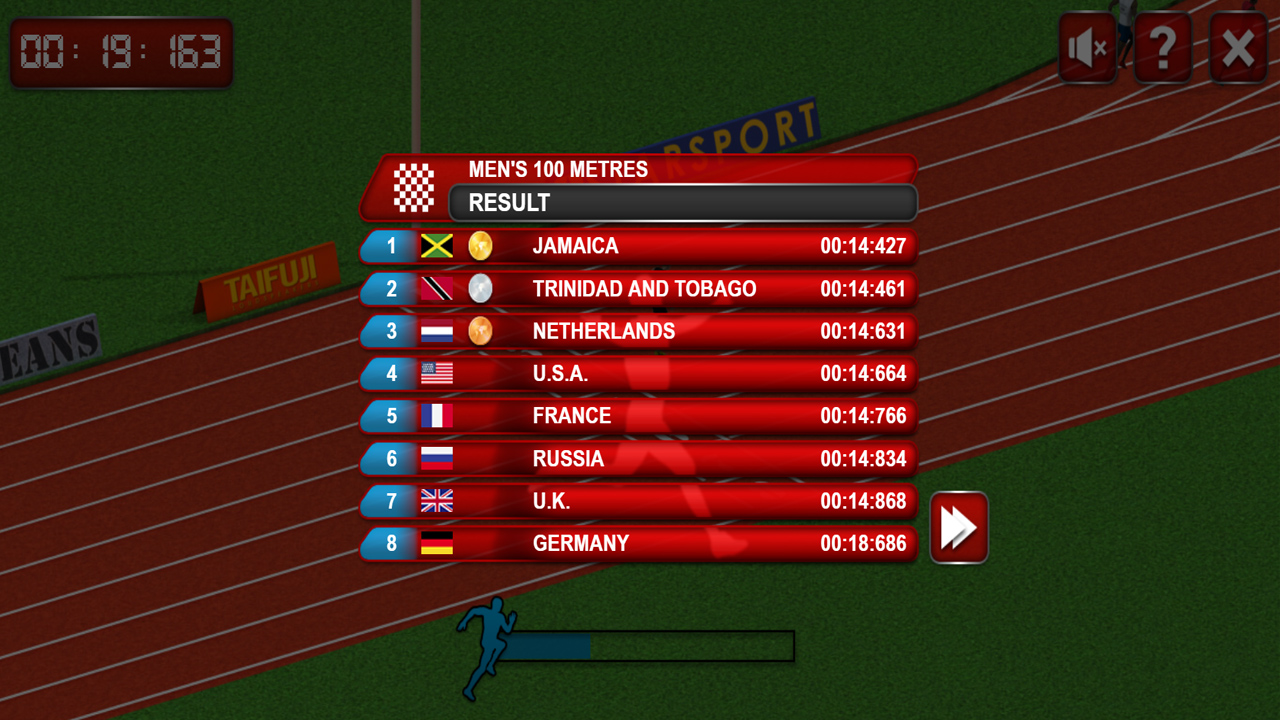 00: 19: 163
?
RSPORT
MEN'S 100 METRES
RESULT
1 JAMAICA 00:14:427
2 TRINIDAD AND TOBAGO 00:14:461
TAIFUJI
3 NETHERLANDS 00:14:631
EANS
4 U.S.A. 00:14:664
5 FRANCE 00:14:766
6 RUSSIA 00:14:834
7 U.K. 00:14:868
8 GERMANY 00:18:686